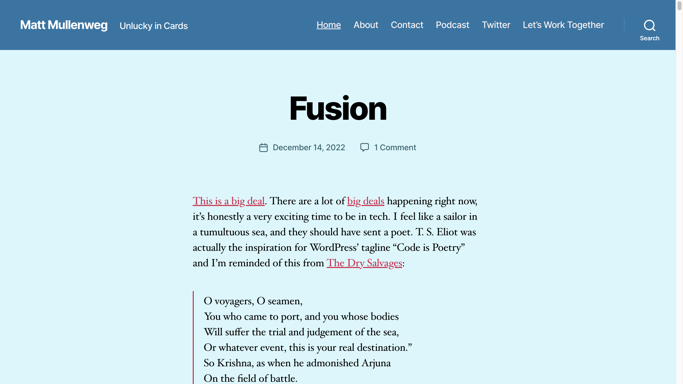 Matt Mullenweg
Unlucky in Cards
Home
About
Contact
Podcast
Twitter
Let’s Work Together
Search
Fusion
December 14, 2022
1 Comment
This is a big deal. There are a lot of big deals happening right now,
it’s honestly a very exciting time to be in tech. I feel like a sailor in
a tumultuous sea, and they should have sent a poet. T. S. Eliot was
actually the inspiration for WordPress’ tagline “Code is Poetry”
and I’m reminded of this from The Dry Salvages:
O voyagers, O seamen,
You who came to port, and you whose bodies
Will suffer the trial and judgement of the sea,
Or whatever event, this is your real destination.”
So Krishna, as when he admonished Arjuna
On the field of battle.